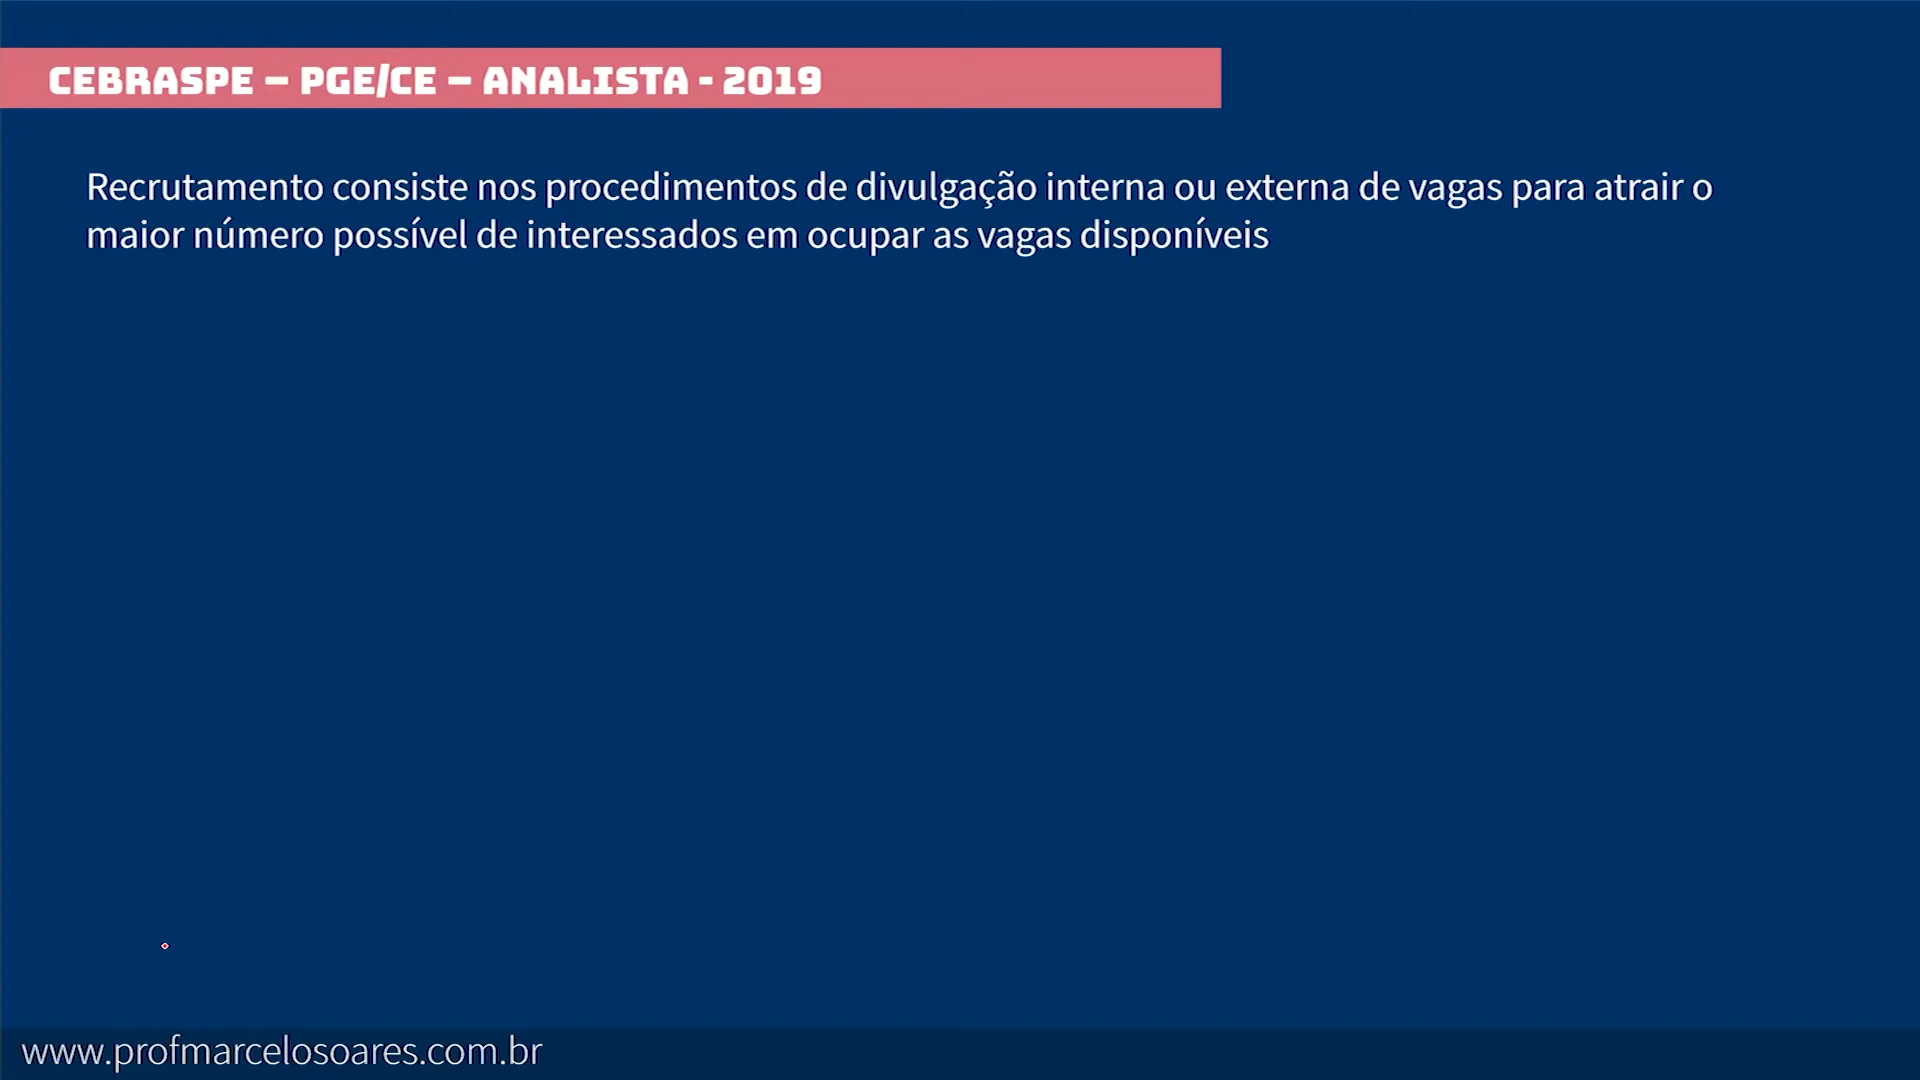 CEBRASPE – PGE/CE – ANALISTA - 2019
Recrutamento consiste nos procedimentos de divulgação interna ou externa de vagas para atrair o
maior número possível de interessados em ocupar as vagas disponíveis
www.profmarcelosoares.com.br